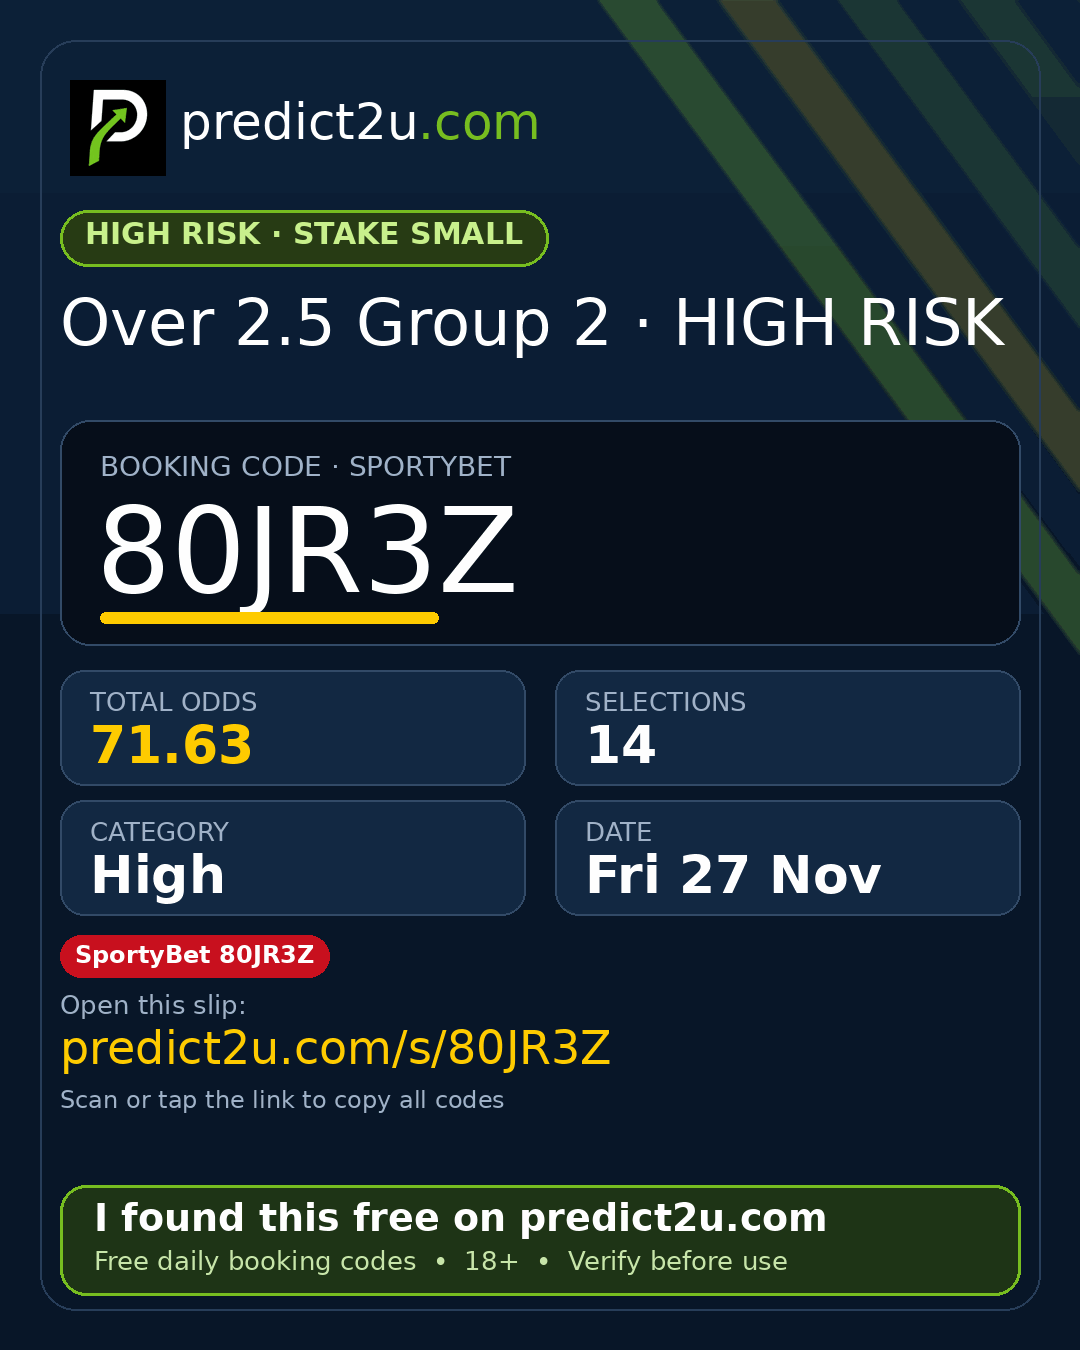 predict2u.com
HIGH RISK · STAKE SMALL
Over 2.5 Group 2 · HIGH RISK
BOOKING CODE · SPORTYBET
80JR3Z
TOTAL ODDS
71.63
SELECTIONS
14
CATEGORY
High
DATE
Fri 27 Nov
SportyBet 80JR3Z
Open this slip:
predict2u.com/s/80JR3Z
Scan or tap the link to copy all codes
I found this free on predict2u.com
Free daily booking codes • 18+ • Verify before use